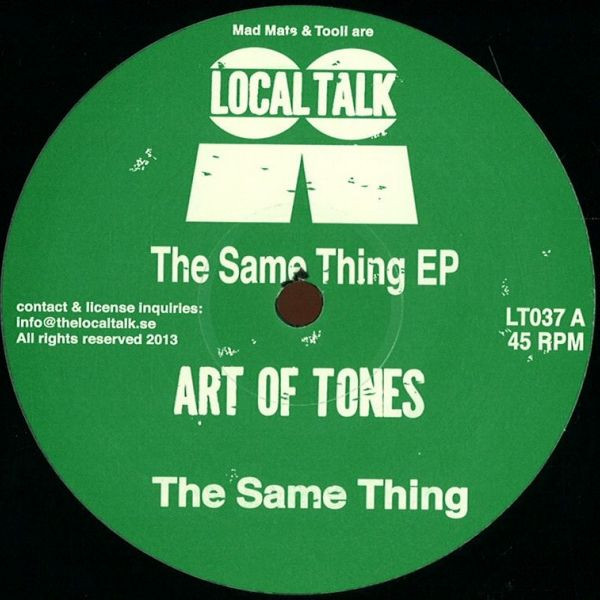 Mad Mats & Tooli are
LOCAL TALK
The Same Thing EP
contact & license inquiries:
info@thelocaltalk.se
All rights reserved 2013
LT037 A
45 RPM
ART OF TONES
The Same Thing